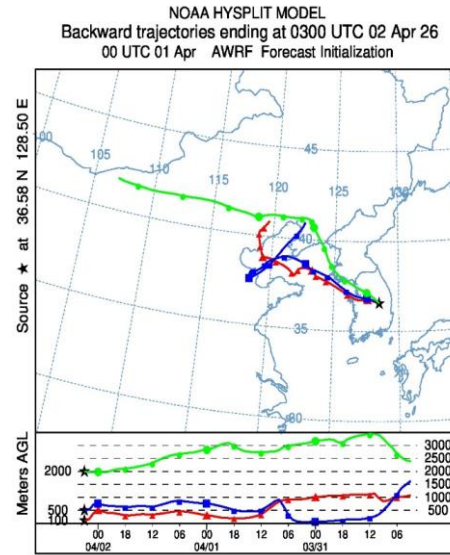 NOAA HYSPLIT MODEL
Backward trajectories ending at 0300 UTC 02 Apr 26
00 UTC 01 Apr AWRF Forecast Initialization
Source ★ at 36.58 N 128.50 E
00
105
110
115
120
125
130
45
40
35
30
Meters AGL
2000
500
100
3000
2500
2000
1500
1000
500
00 18 12 06 00 18 12 06 00 18 12 06
04/02 04/01 03/31